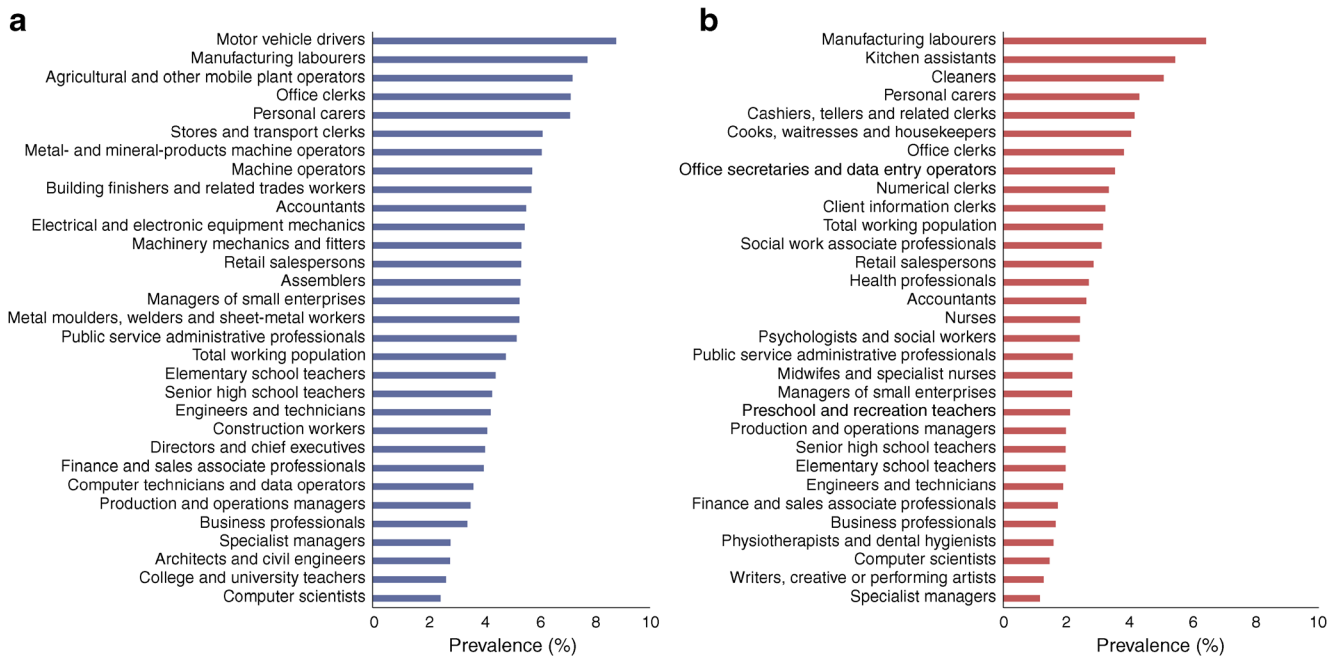 a
Motor vehicle drivers
Manufacturing labourers
Agricultural and other mobile plant operators
Office clerks
Personal carers
Stores and transport clerks
Metal- and mineral-products machine operators
Machine operators
Building finishers and related trades workers
Accountants
Electrical and electronic equipment mechanics
Machinery mechanics and fitters
Retail salespersons
Assemblers
Managers of small enterprises
Metal moulders, welders and sheet-metal workers
Public service administrative professionals
Total working population
Elementary school teachers
Senior high school teachers
Engineers and technicians
Construction workers
Directors and chief executives
Finance and sales associate professionals
Computer technicians and data operators
Production and operations managers
Business professionals
Specialist managers
Architects and civil engineers
College and university teachers
Computer scientists
0 2 4 6 8 10
Prevalence (%)
b
Manufacturing labourers
Kitchen assistants
Cleaners
Personal carers
Cashiers, tellers and related clerks
Cooks, waitresses and housekeepers
Office clerks
Office secretaries and data entry operators
Numerical clerks
Client information clerks
Total working population
Social work associate professionals
Retail salespersons
Health professionals
Accountants
Nurses
Psychologists and social workers
Public service administrative professionals
Midwifes and specialist nurses
Managers of small enterprises
Preschool and recreation teachers
Production and operations managers
Senior high school teachers
Elementary school teachers
Engineers and technicians
Finance and sales associate professionals
Business professionals
Physiotherapists and dental hygienists
Computer scientists
Writers, creative or performing artists
Specialist managers
0 2 4 6 8 10
Prevalence (%)